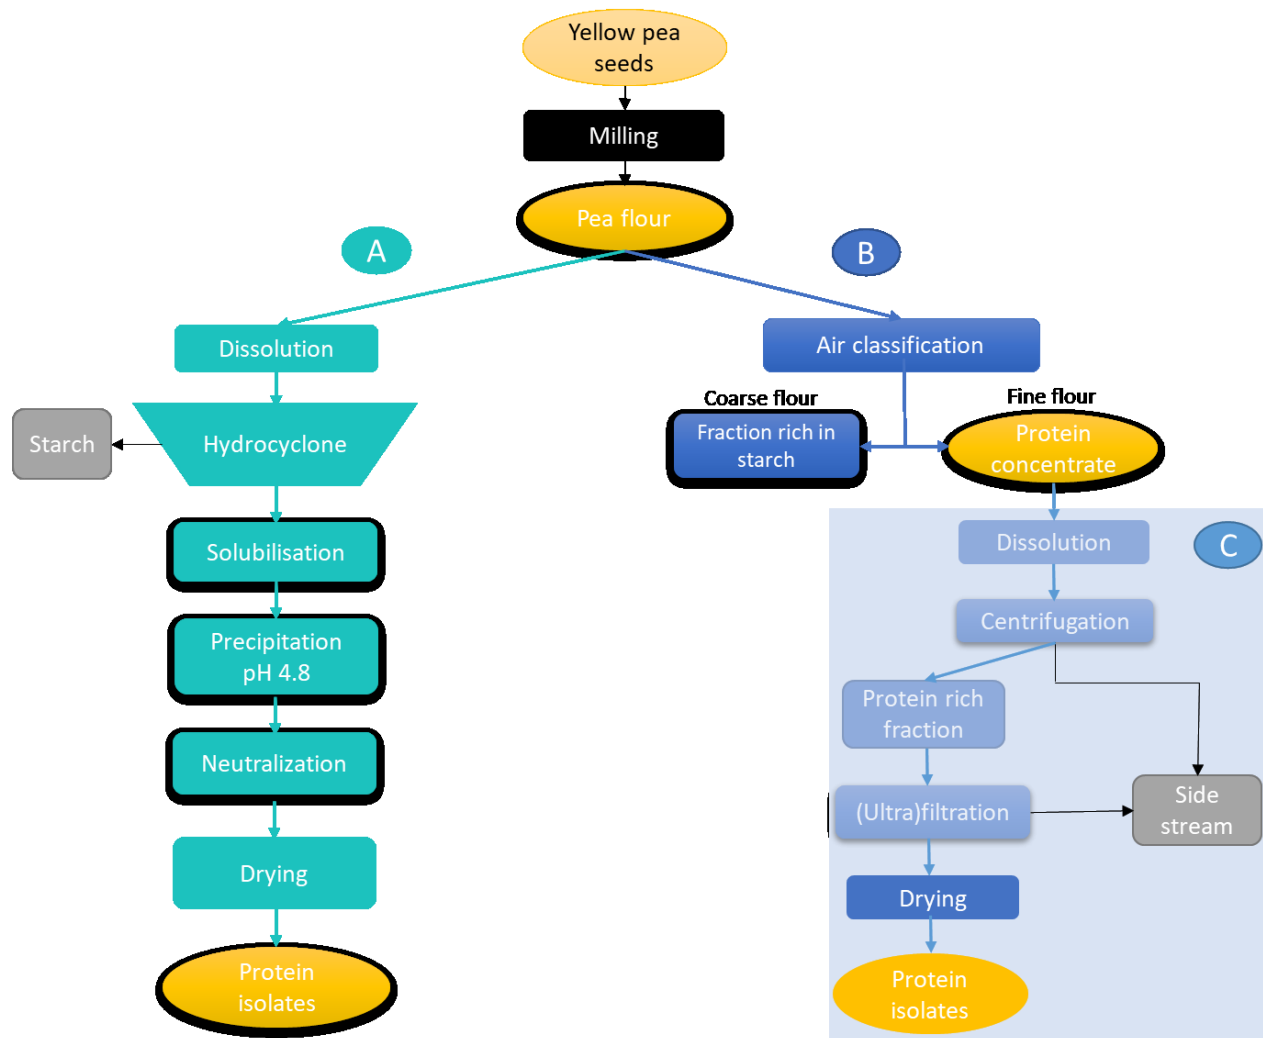 Yellow pea
seeds
Milling
Pea flour
A
B
Dissolution
Air classification
Coarse flour
Fine flour
Starch
Hydrocyclone
Fraction rich in
starch
Protein
concentrate
Solubilisation
Dissolution
C
Centrifugation
Precipitation
pH 4.8
Protein rich
fraction
Neutralization
(Ultra)filtration
Side
stream
Drying
Drying
Protein
isolates
Protein
isolates